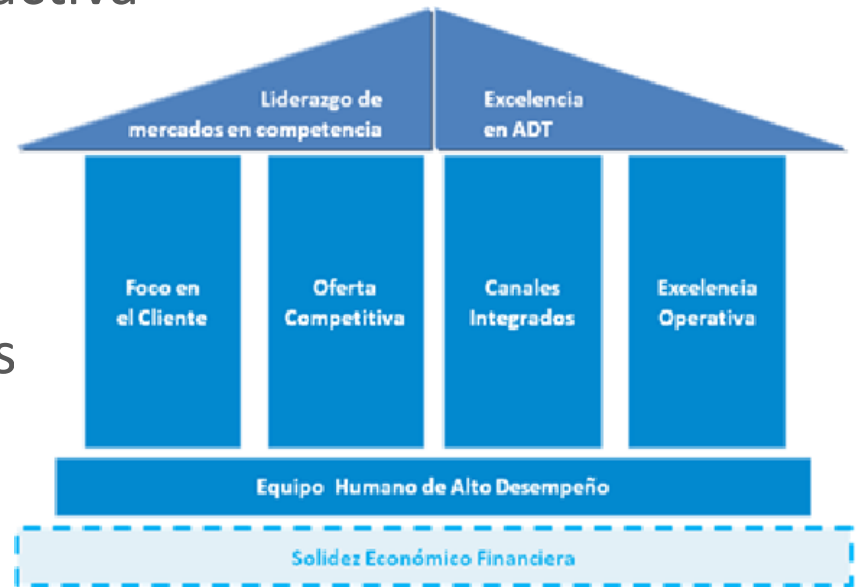 Liderazgo de
mercados en competencia
Excelencia
en ADT
Foco en
el Cliente
Oferta
Competitiva
Canales
Integrados
Excelencia
Operativa
s
Equipo Humano de Alto Desempeño
Solidez Económico Financiera